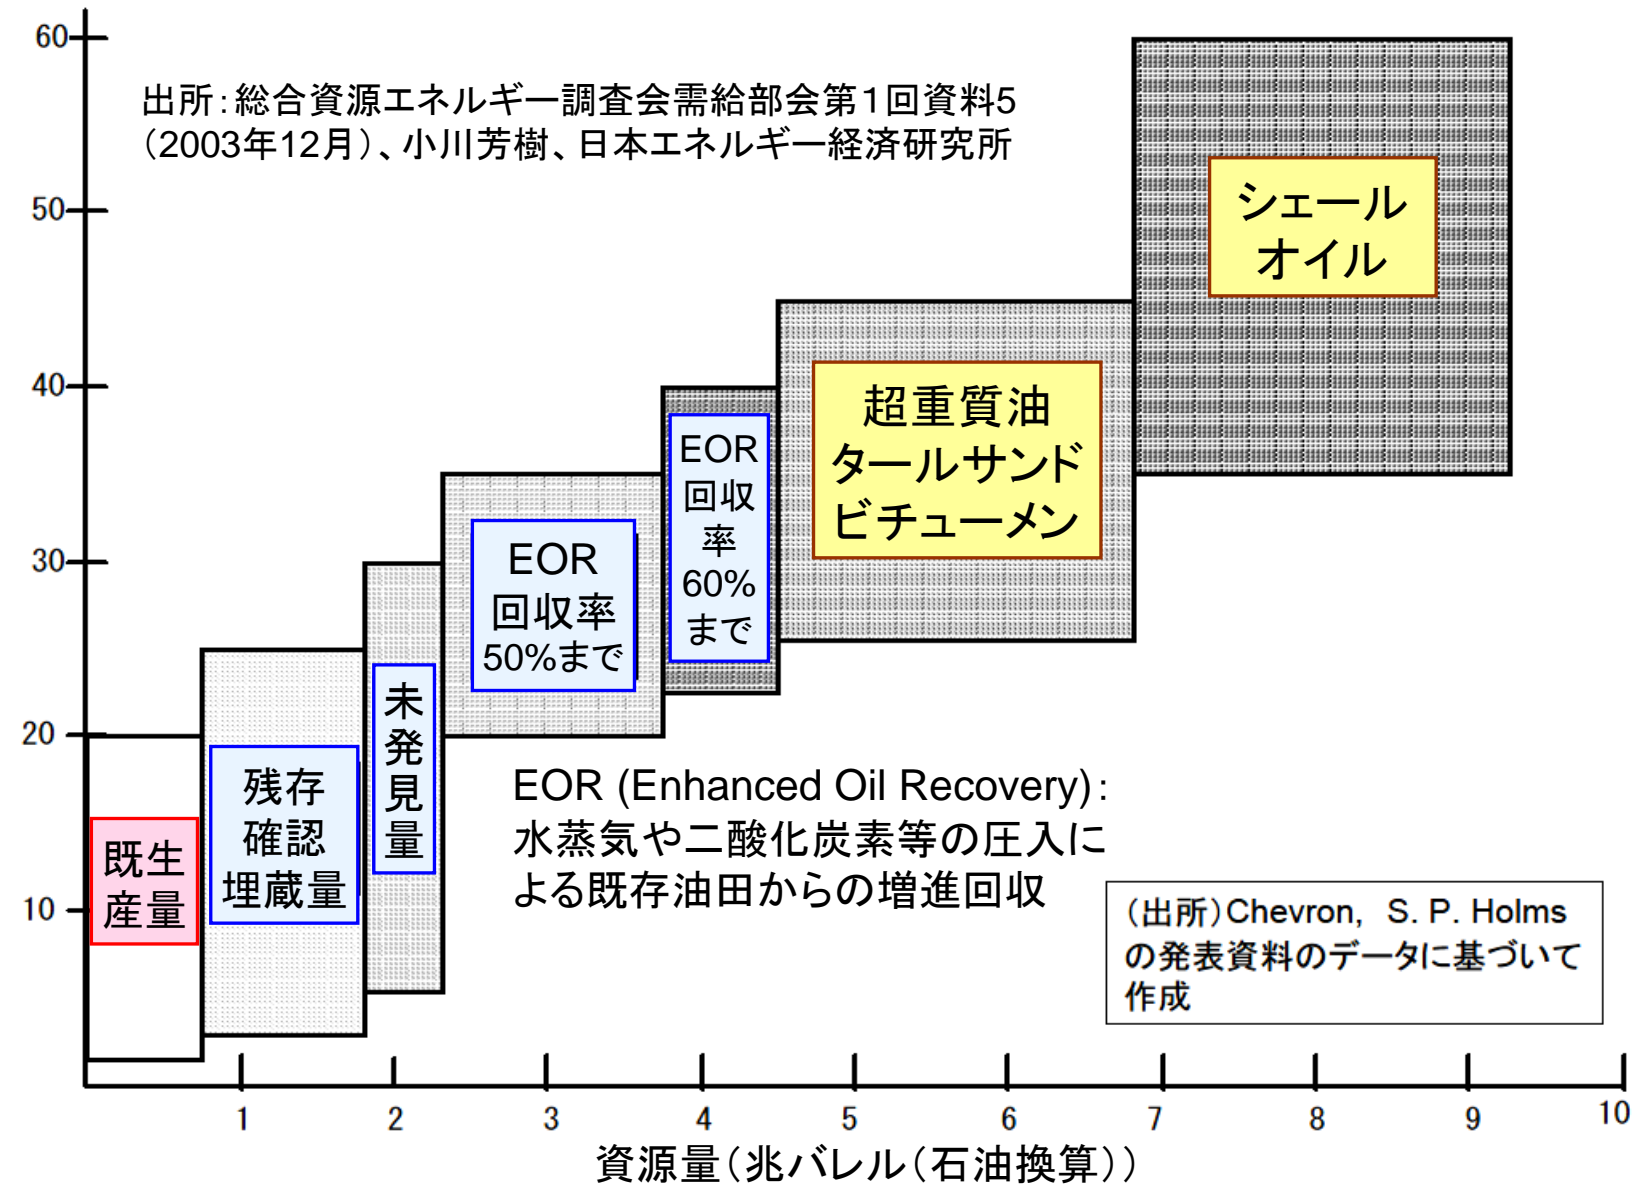 60
50
40
30
20
10
出所：総合資源エネルギー調査会需給部会第１回資料5
（2003年12月）、小川芳樹、日本エネルギー経済研究所
シェール
オイル
超重質油
タールサンド
ビチューメン
EOR
回収
率
60%
まで
EOR
回収率
50%まで
未
発
見
量
残存
確認
埋蔵量
既生
産量
EOR (Enhanced Oil Recovery)：
水蒸気や二酸化炭素等の圧入に
よる既存油田からの増進回収
（出所）Chevron, S. P. Holms
の発表資料のデータに基づいて
作成
1 2 3 4 5 6 7 8 9 10
資源量（兆バレル（石油換算））